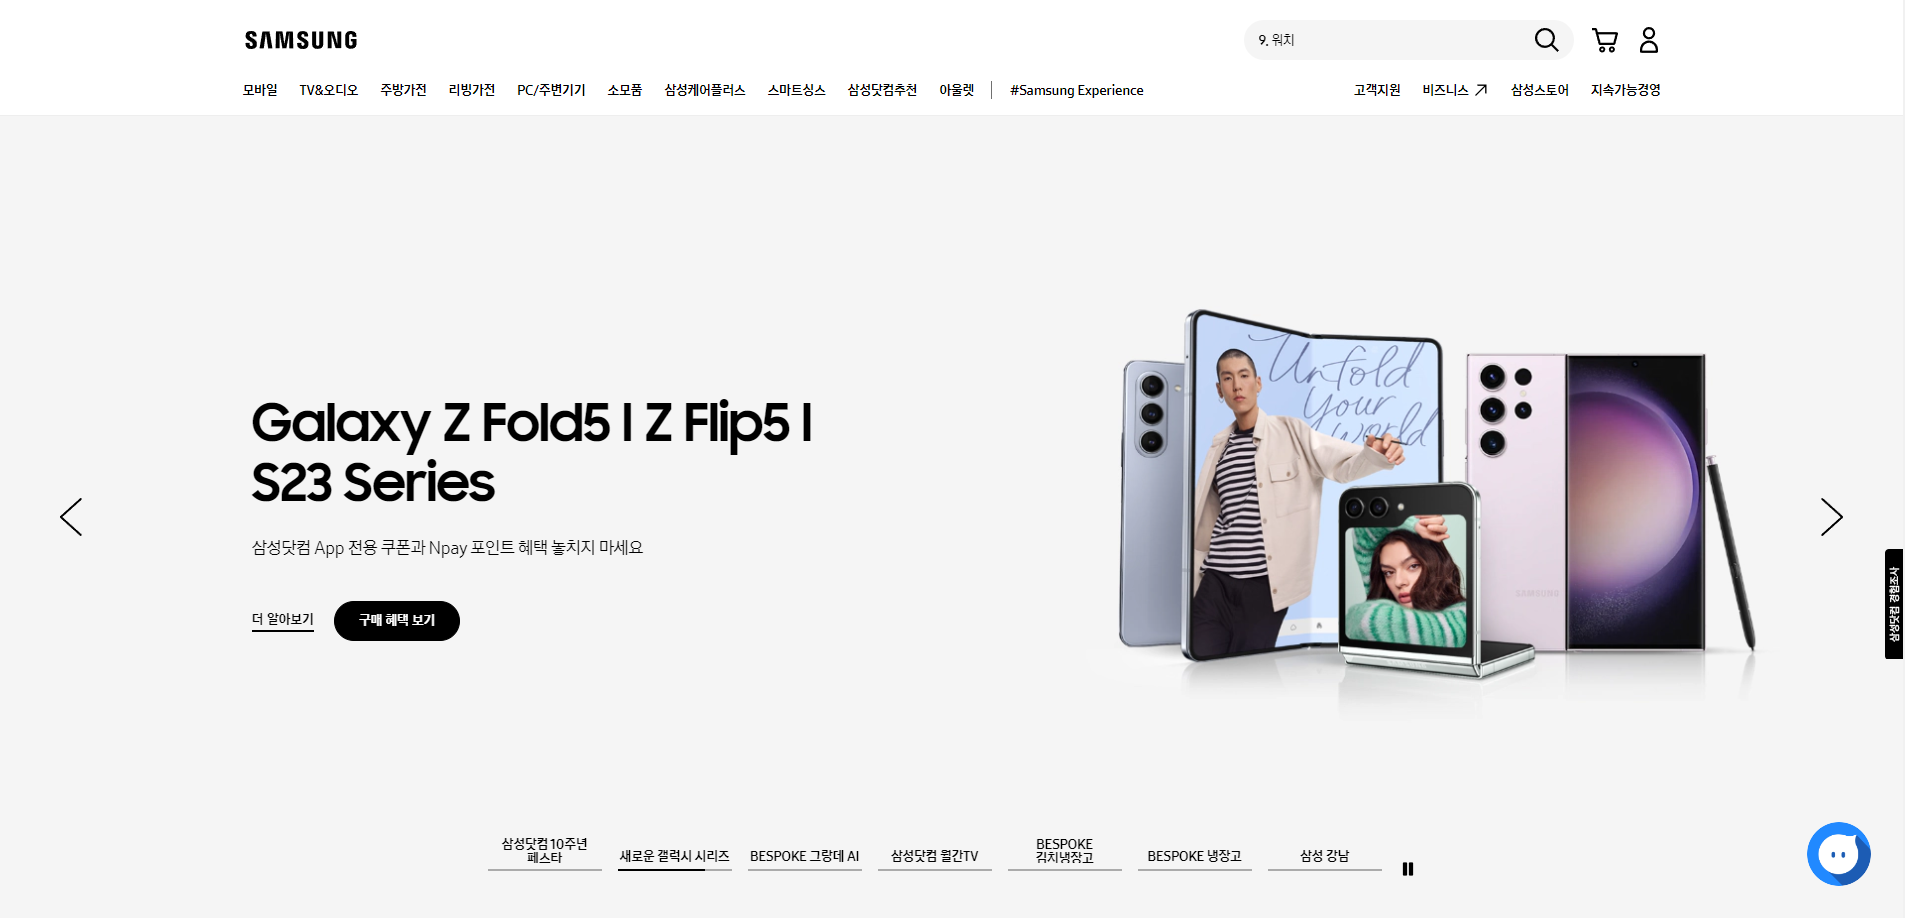 SAMSUNG
9. 워치
모바일 TV&오디오 주방가전 리빙가전 PC/주변기기 소모품 삼성케어플러스 스마트싱스 삼성닷컴추천 아울렛 #Samsung Experience 고객지원 비즈니스 삼성스토어 지속가능경영
Galaxy Z Fold5 I Z Flip5 I
S23 Series
삼성닷컴 App 전용 쿠폰과 Npay 포인트 혜택 놓치지 마세요
더 알아보기 구매 혜택 보기
Unfold
Your
world
SAMSUNG
삼성닷컴 경험조사
삼성닷컴10주년
페스타
새로운 갤럭시 시리즈
BESPOKE 그랑데 AI
삼성닷컴 월간TV
BESPOKE
김치냉장고
BESPOKE 냉장고
삼성 강남